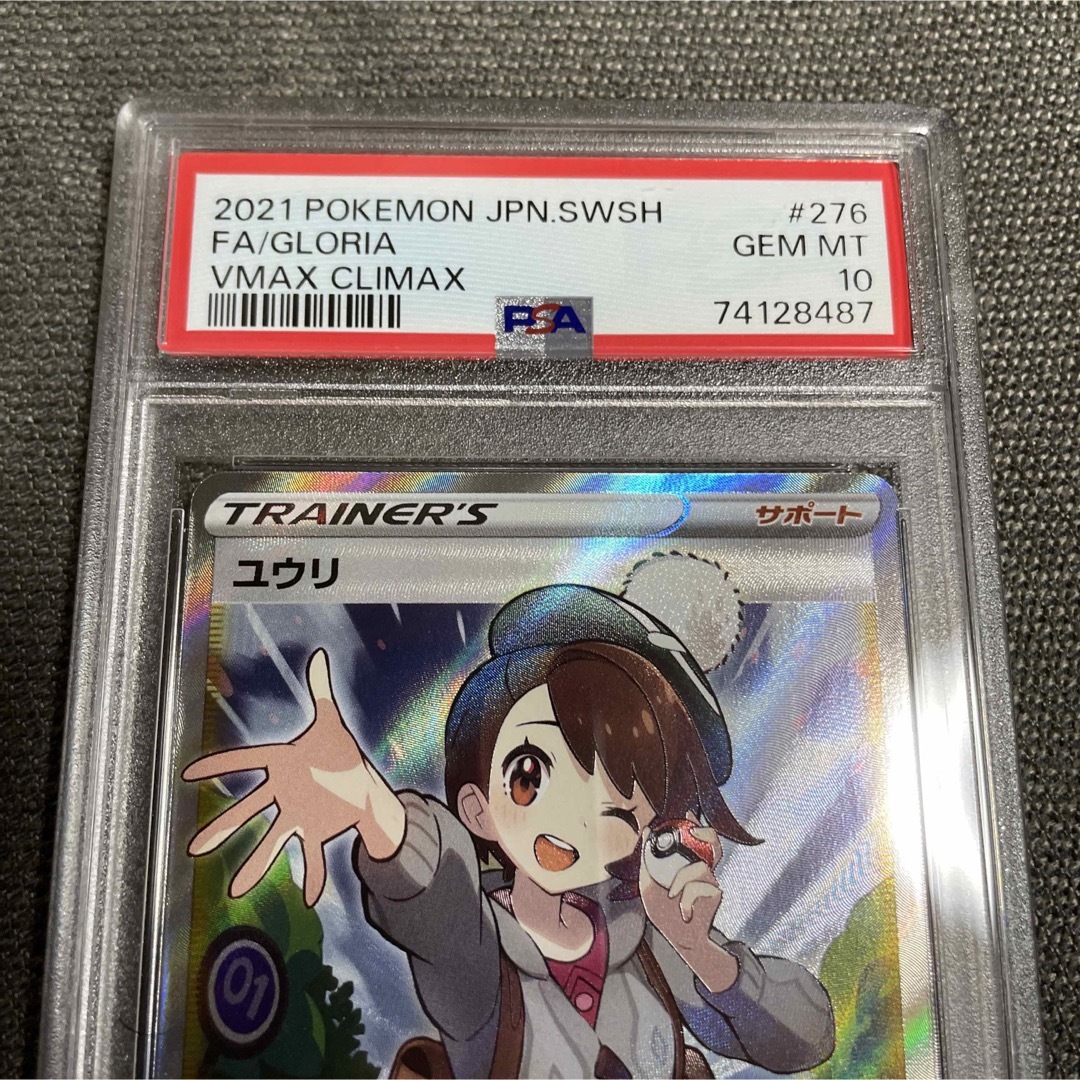 2021 POKEMON JPN.SWSH #276
FA/GLORIA GEM MT
VMAX CLIMAX 10
PSA 74128487
TRAINER'S サポート
ユウリ
01